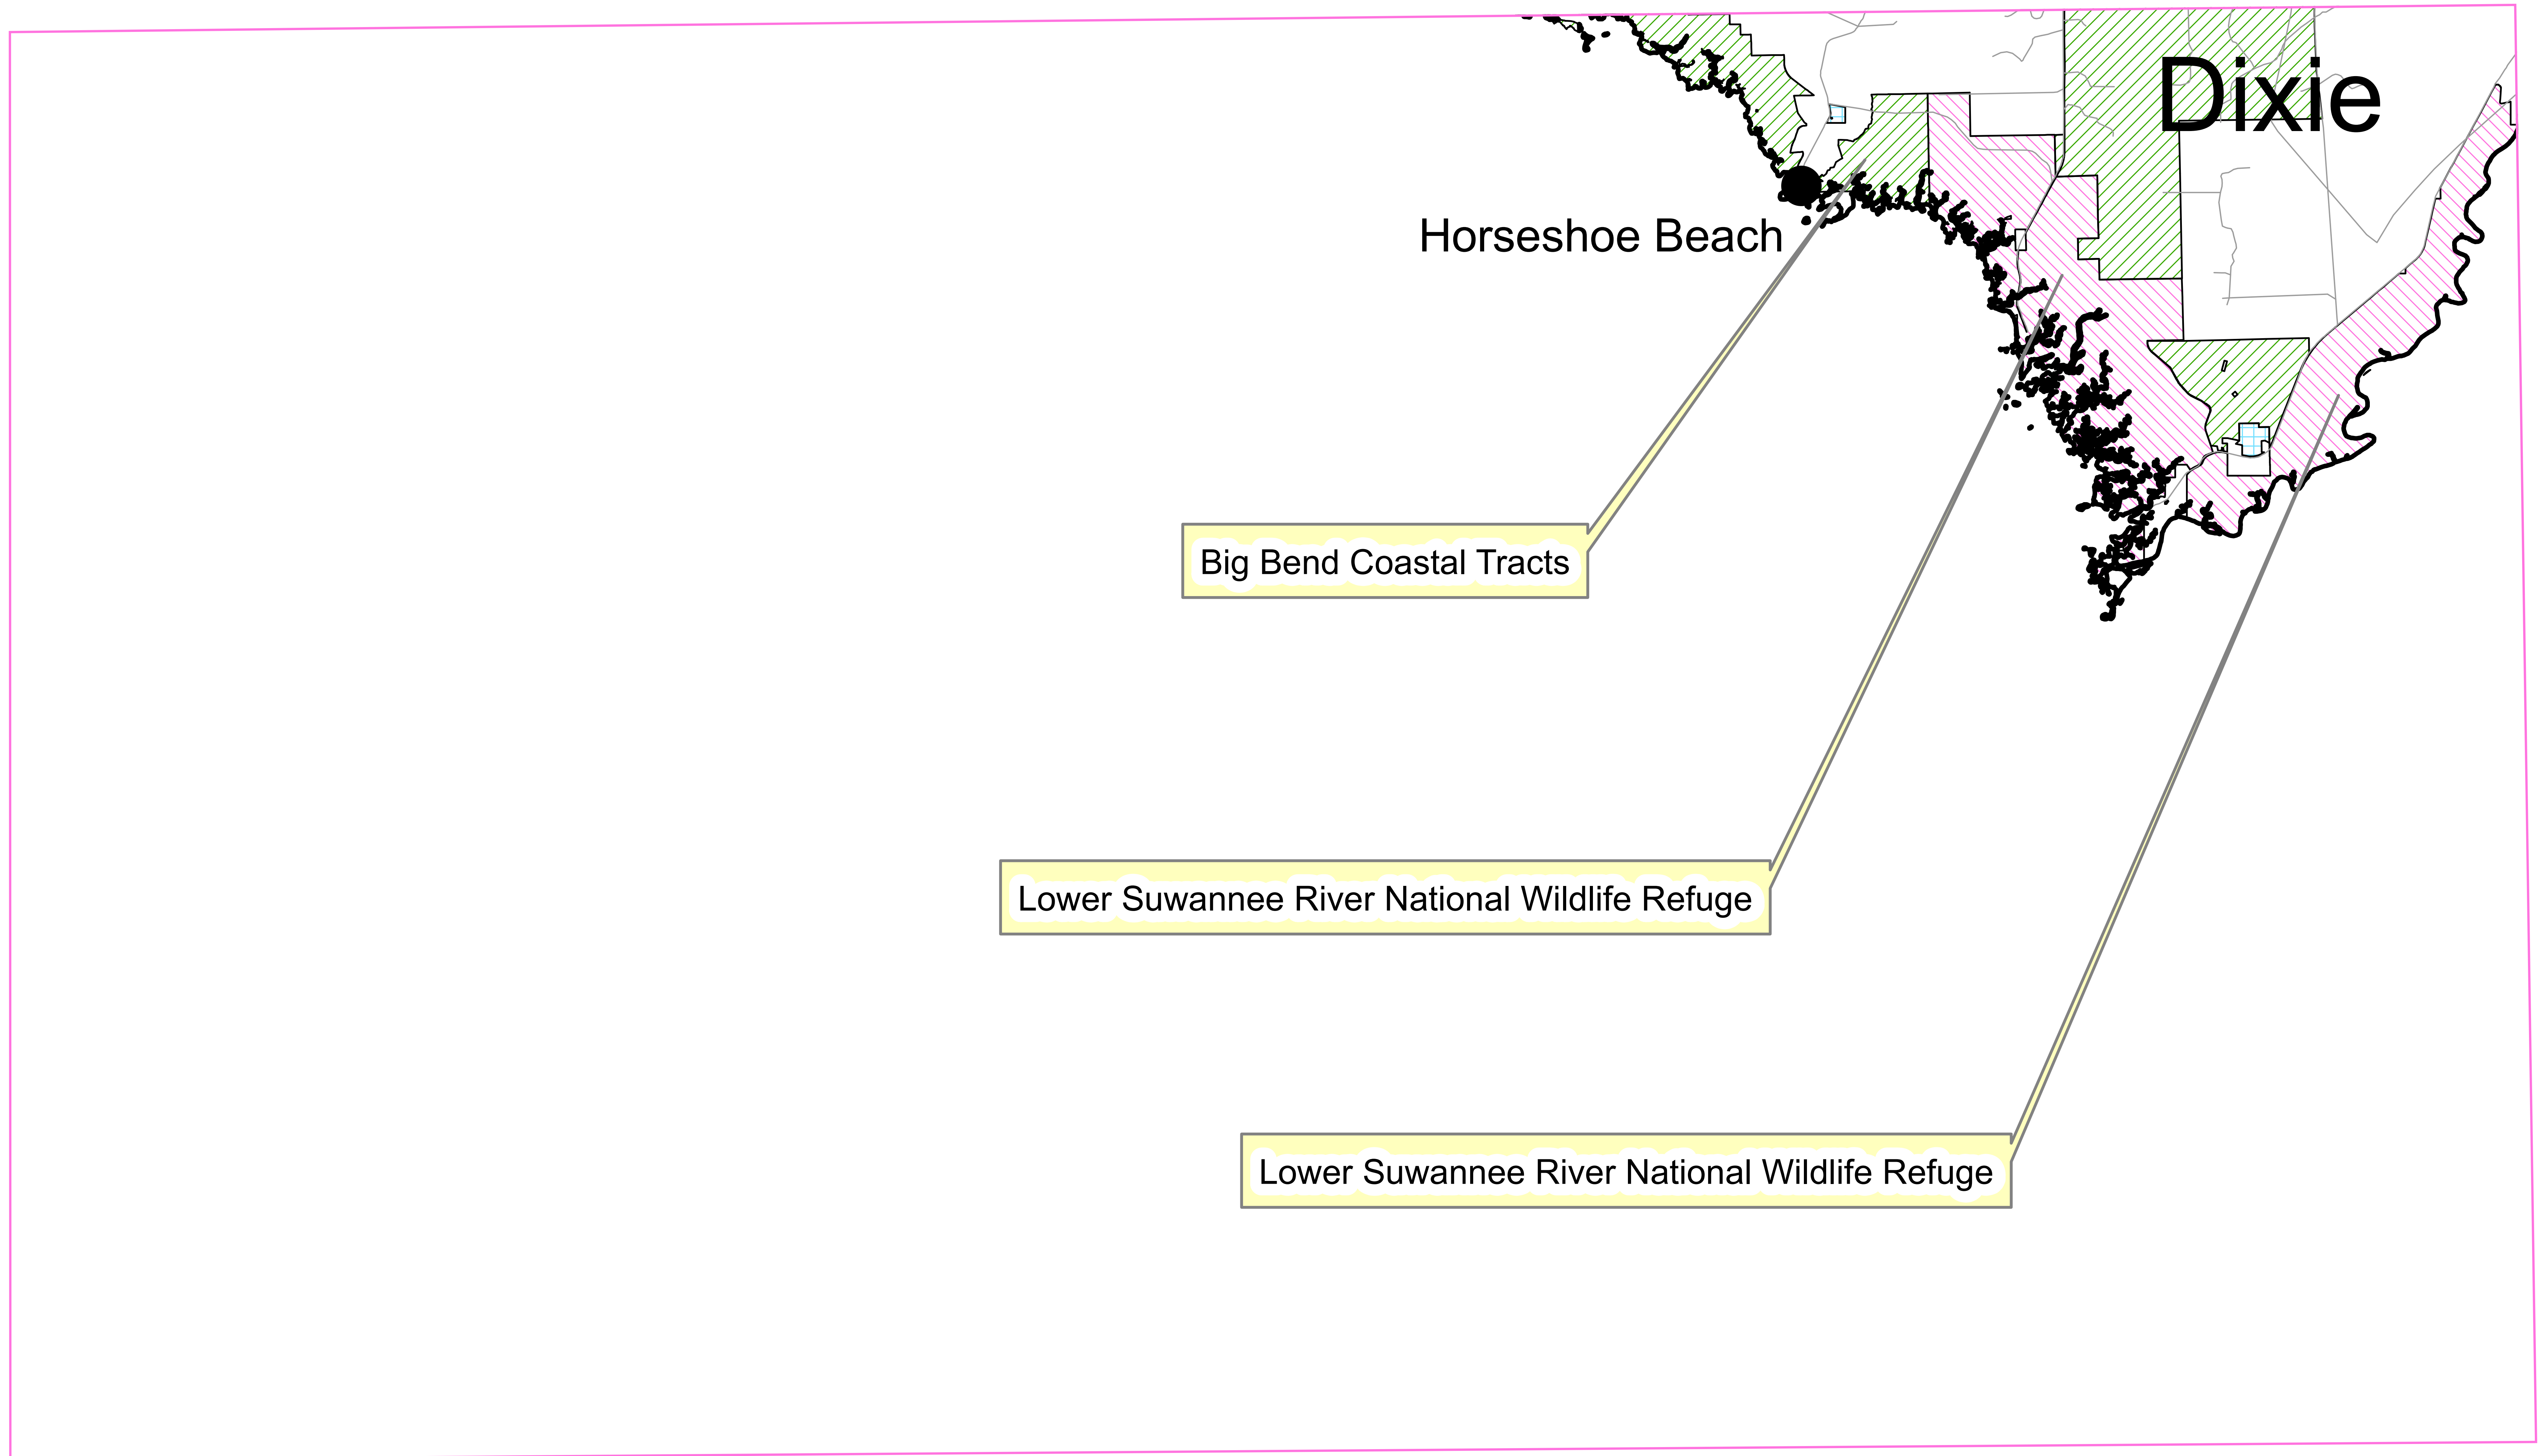 Dixie
Horseshoe Beach
Big Bend Coastal Tracts
Lower Suwannee River National Wildlife Refuge
Lower Suwannee River National Wildlife Refuge